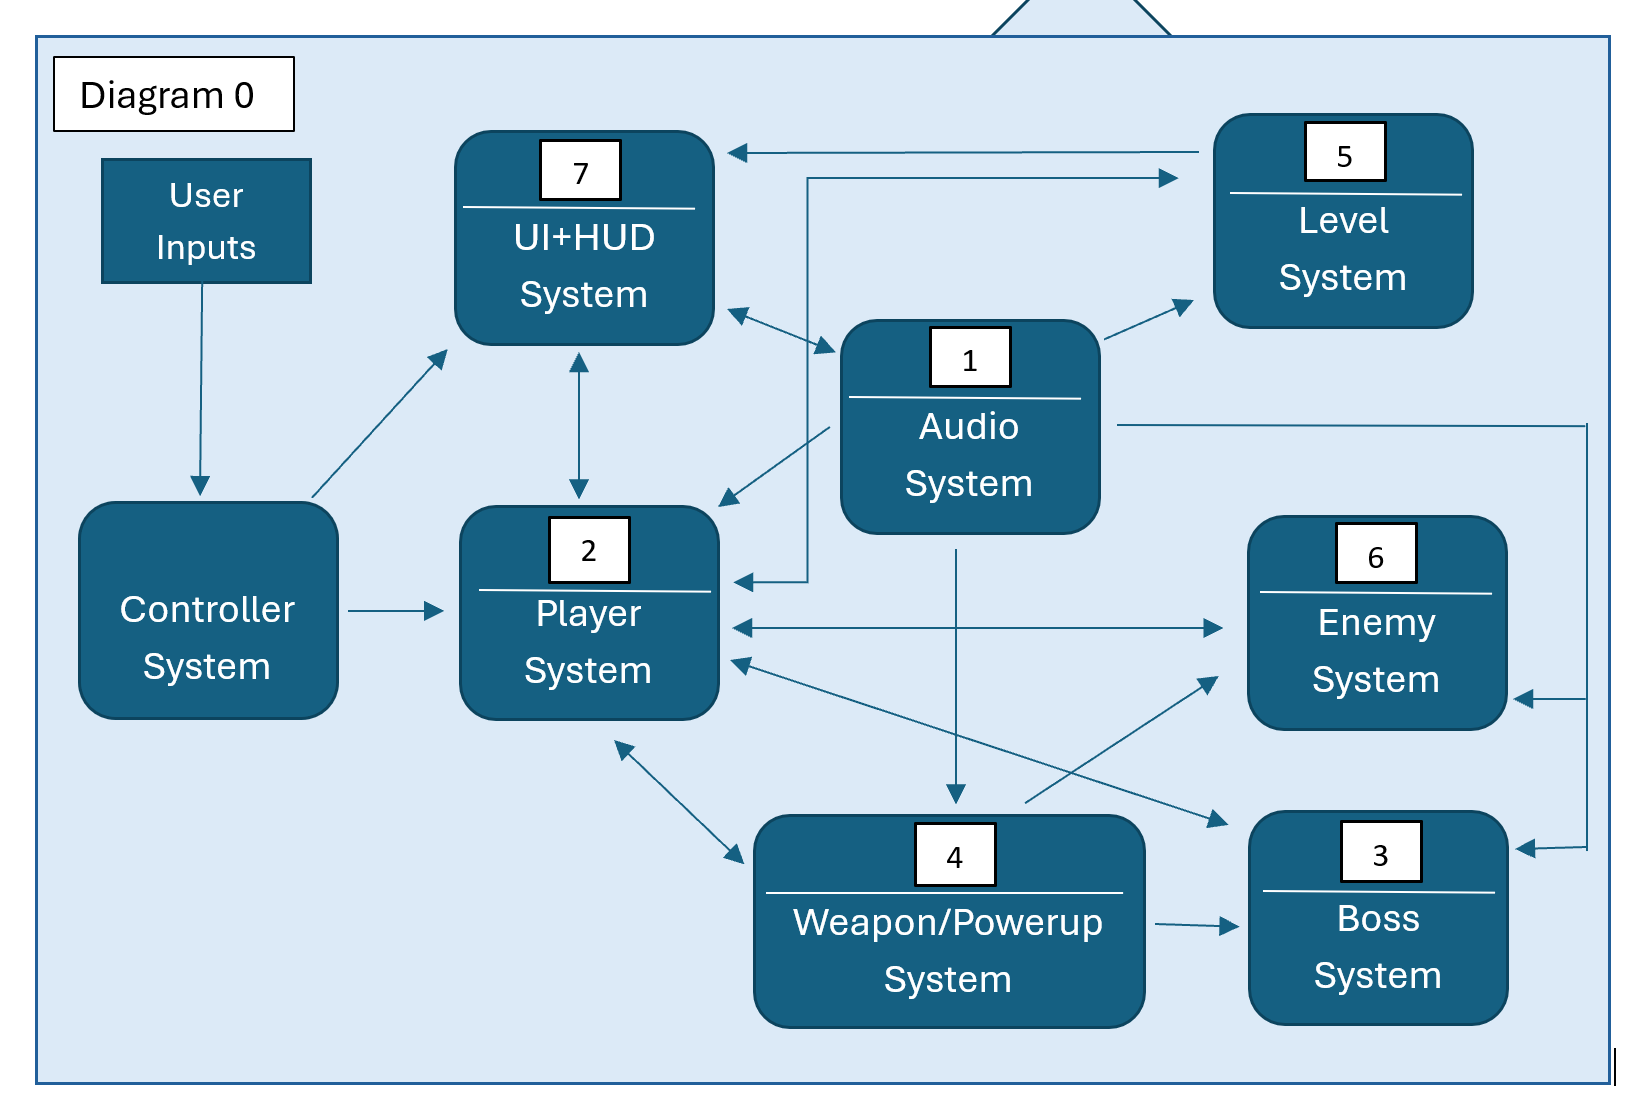 Diagram 0
User
Inputs
7
UI+HUD
System
5
Level
System
1
Audio
System
Controller
System
2
Player
System
6
Enemy
System
4
Weapon/Powerup
System
3
Boss
System